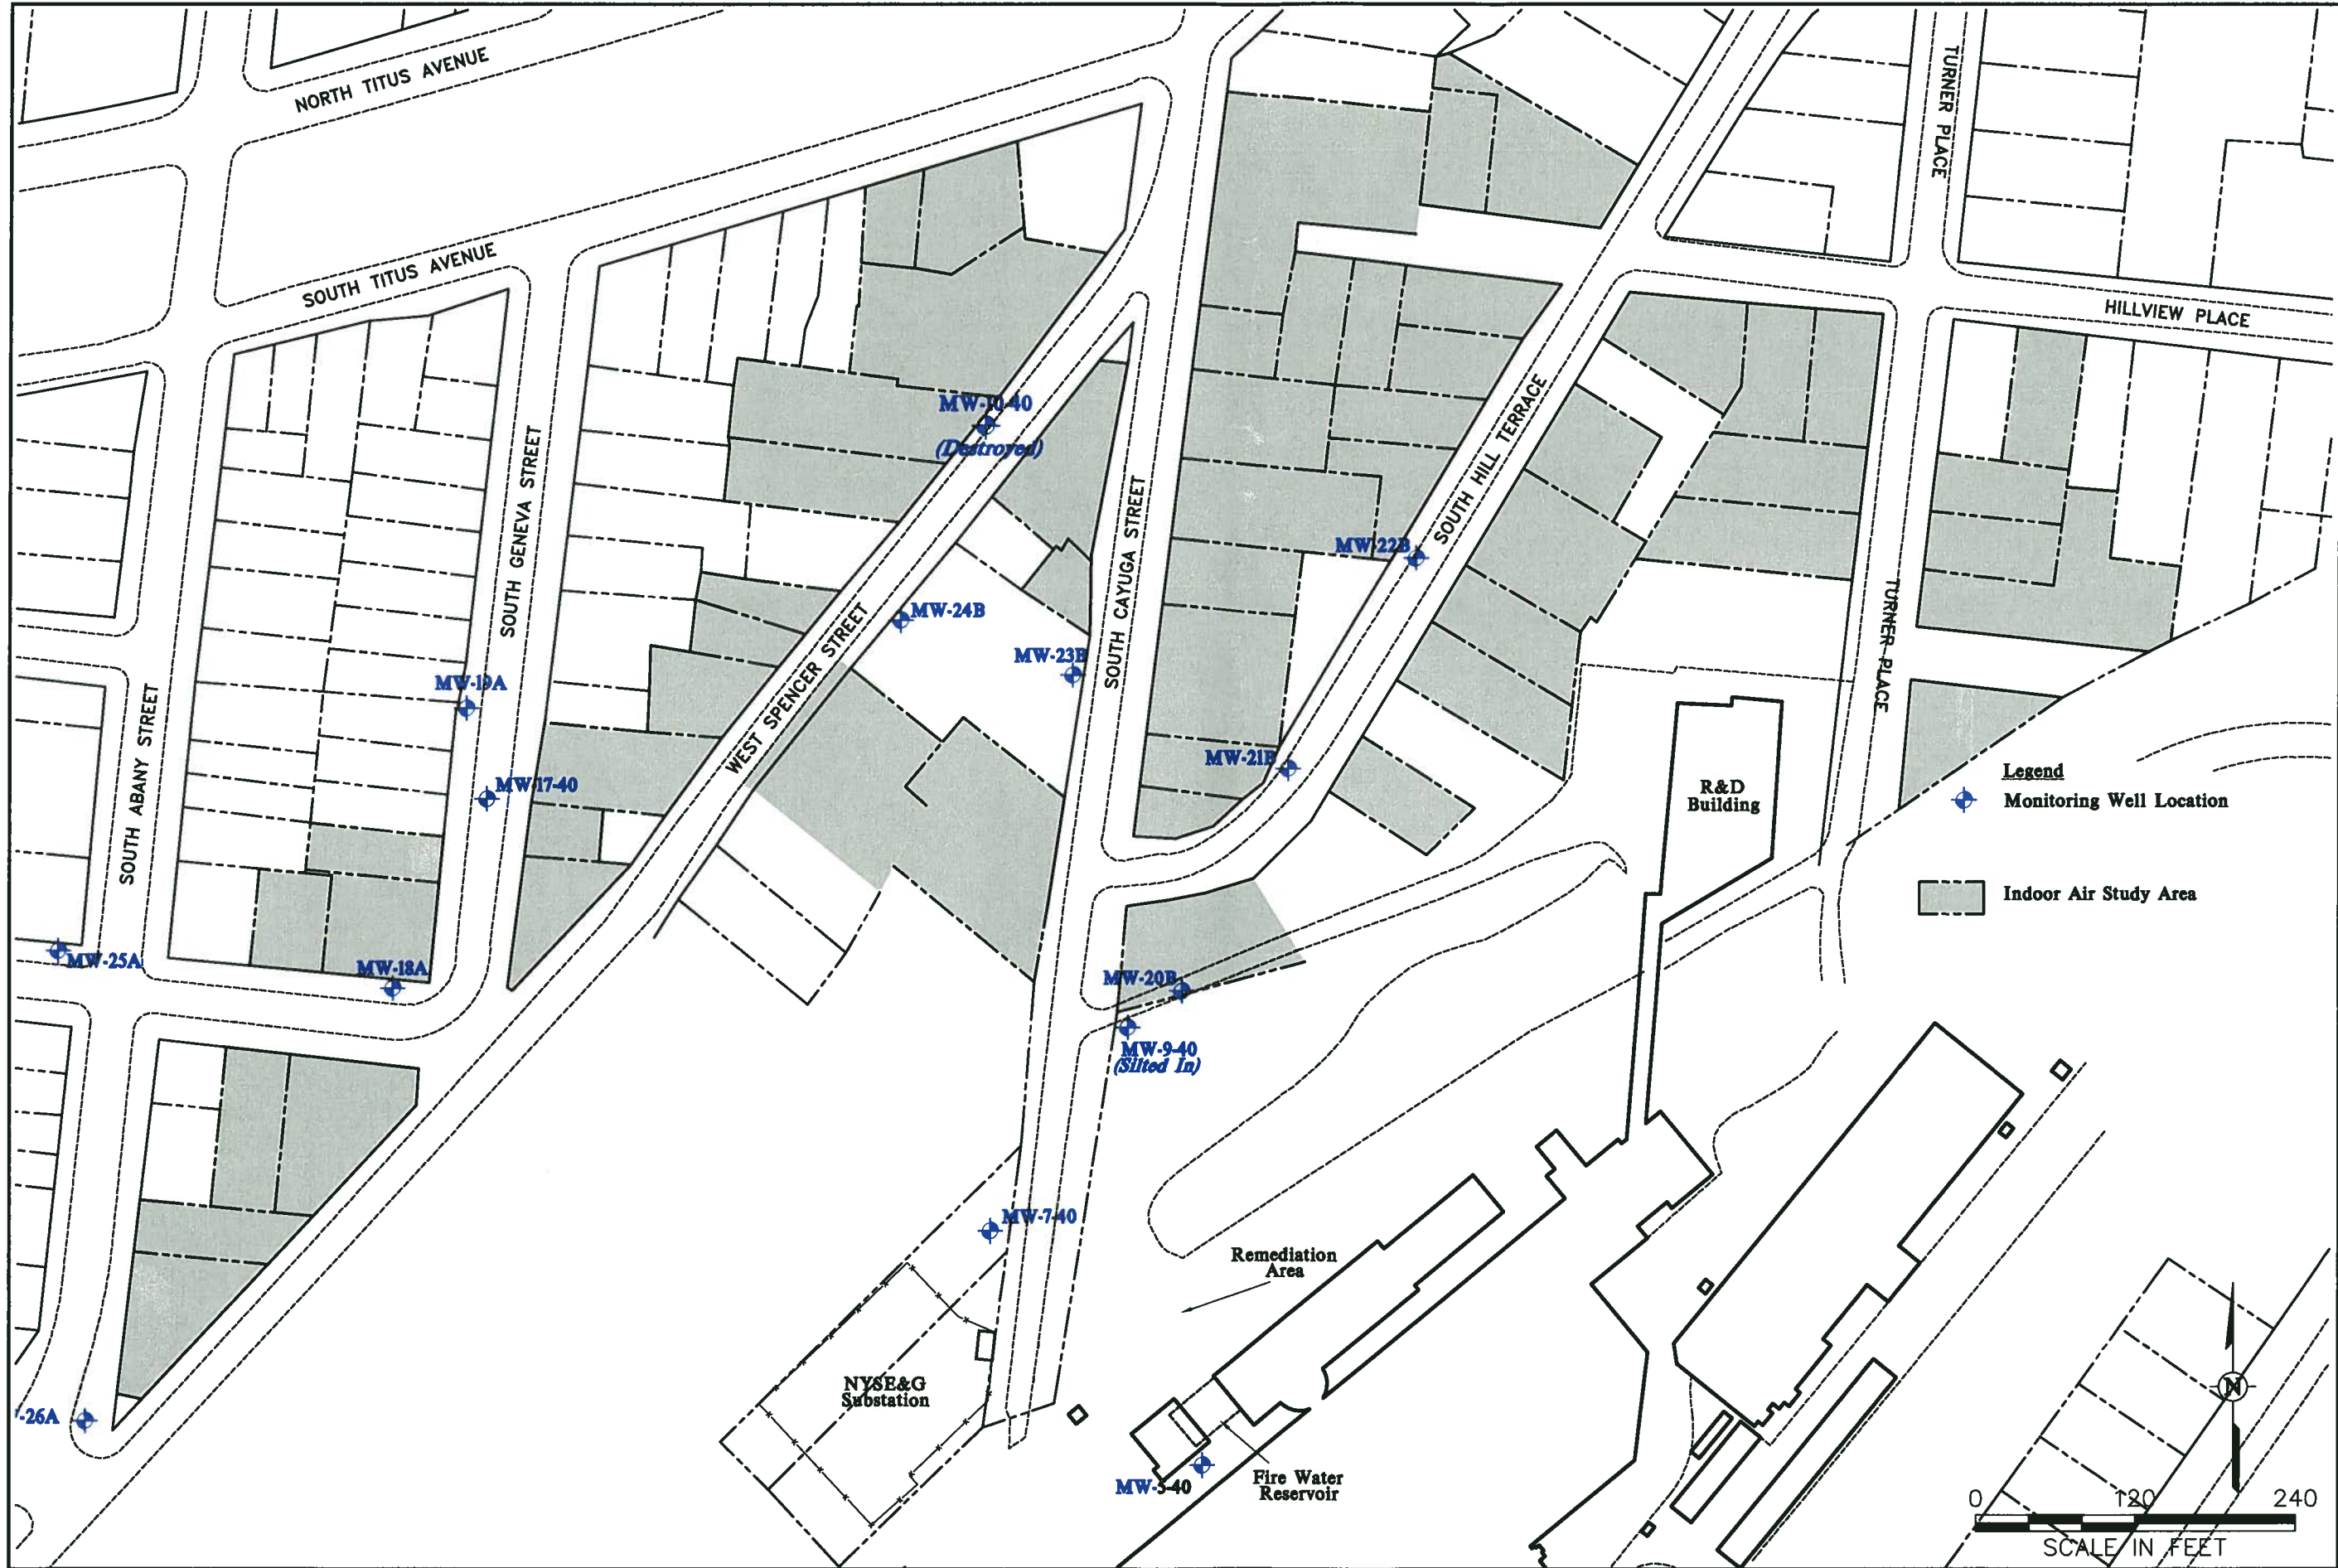 NORTH TITUS AVENUE
TURNER PLACE
SOUTH TITUS AVENUE
HILLVIEW PLACE
MW-10-40
(Destroyed)
SOUTH HILL TERRACE
SOUTH GENEVA STREET
SOUTH CAYUGA STREET
MW-22B
MW-24B
MW-23B
TURNER PLACE
WEST SPENCER STREET
MW-19A
SOUTH ABANY STREET
MW-21B
MW-17-40
R&D
Building
Legend
Monitoring Well Location
Indoor Air Study Area
MW-25A
MW-18A
MW-20B
MW-9-40
(Silted In)
MW-7-40
Remediation
Area
NYSE&G
Substation
-26A
MW-5-40
Fire Water
Reservoir
N
0 120 240
SCALE IN FEET